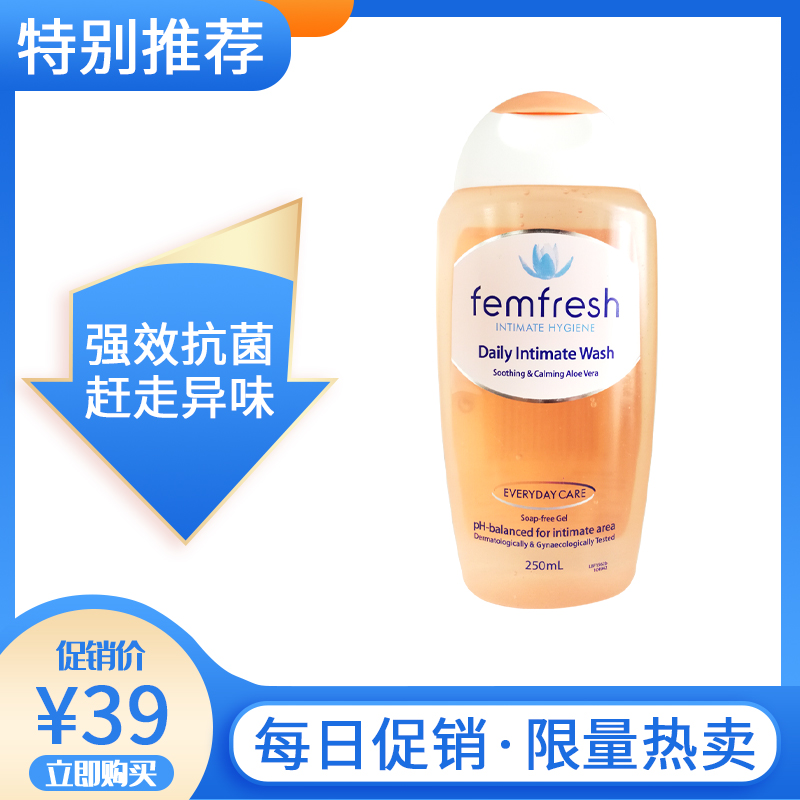 特别推荐
强效抗菌
赶走异味
femfresh
INTIMATE HYGIENE
Daily Intimate Wash
Soothing & Calming Aloe Vera
EVERYDAY CARE
Soap-free Gel
pH-balanced for intimate area
Dermatologically & Gynaecologically Tested
250mL
促销价
¥39
立即购买
每日促销·限量热卖